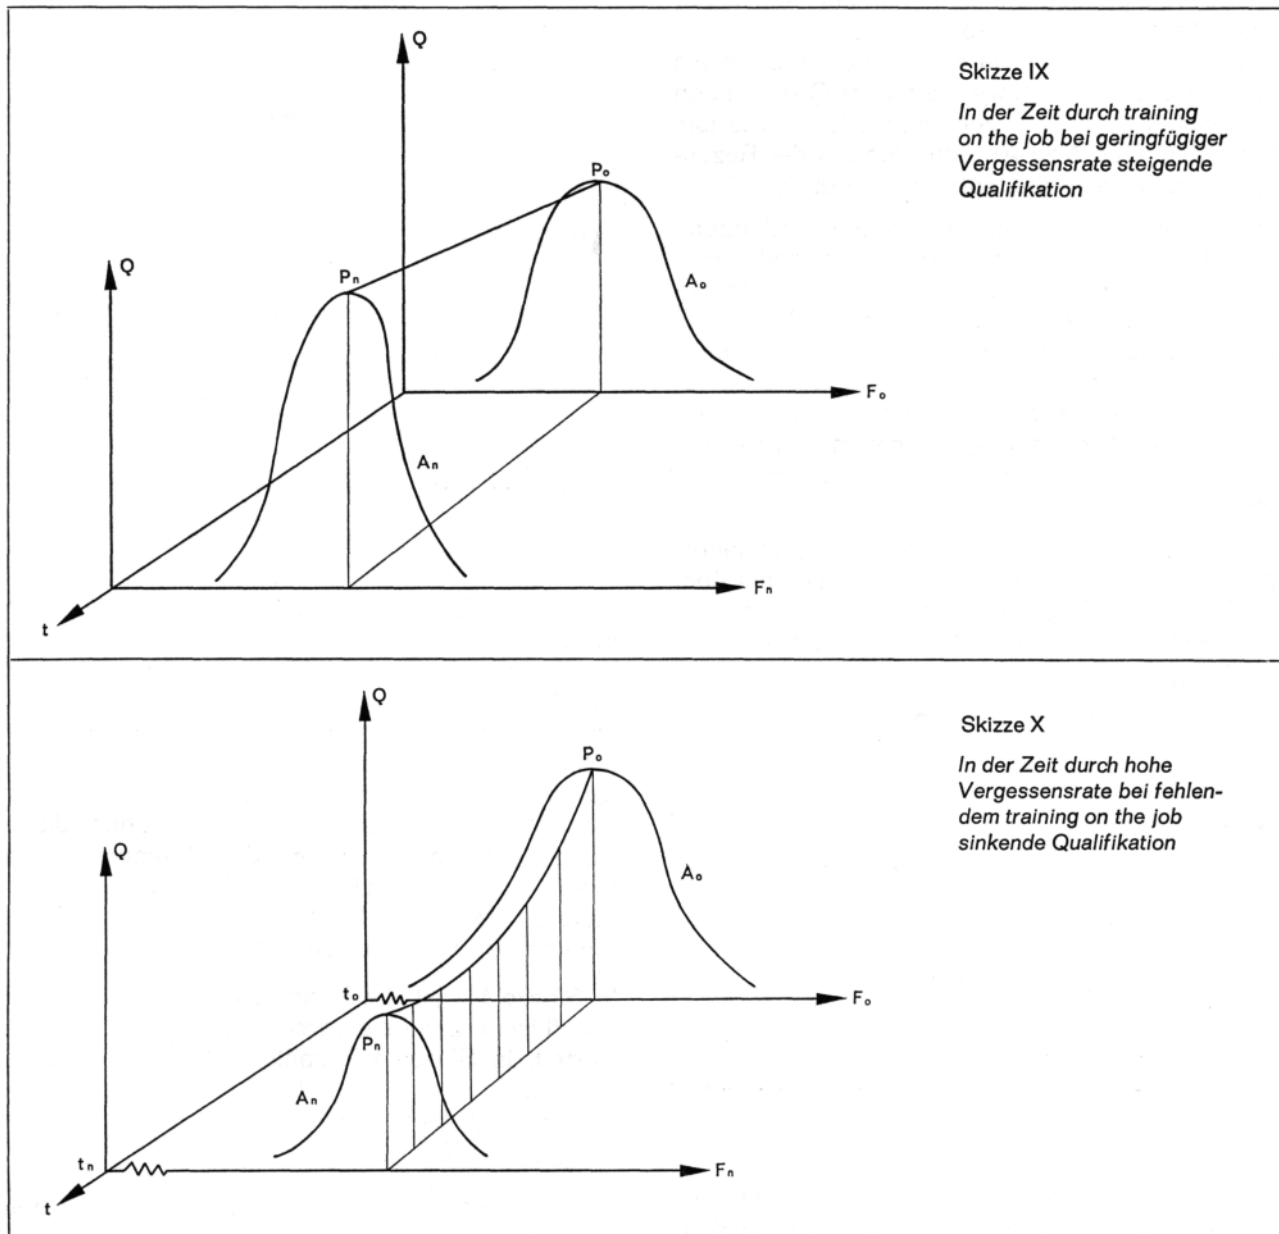 Q
Skizze IX
In der Zeit durch training
on the job bei geringfügiger
Vergessensrate steigende
Qualifikation
Po
Q
Pn
Ao
Fo
An
Fn
t
Q
Skizze X
In der Zeit durch hohe
Vergessensrate bei fehlen-
dem training on the job
sinkende Qualifikation
Po
Q
Ao
to
Fo
Pn
An
tn
Fn
t